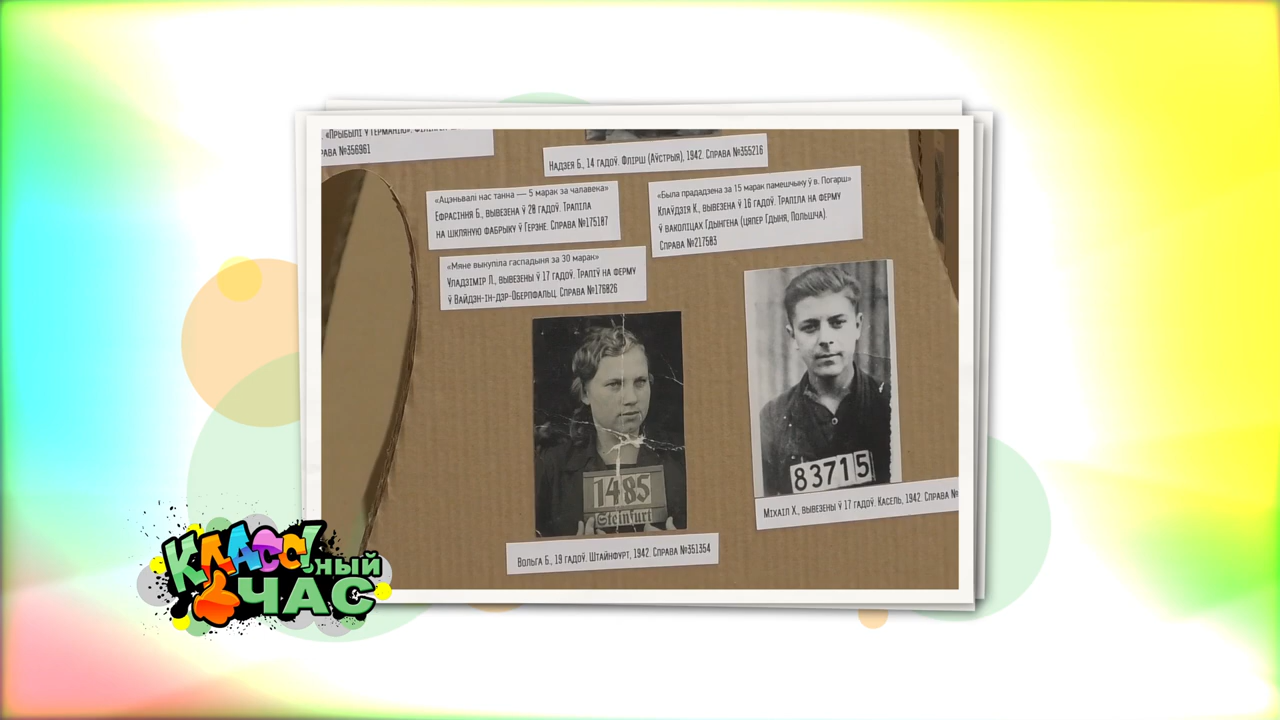 «Прыбылі ў Германію».
РАВА №356961
Надзея Б., 14 гадоў. Флірш (Аўстрыя), 1942. Справа №355216
«Ацэньвалі нас танна — 5 марак за чалавека»
Ефрасіння Б., вывезена ў 28 гадоў. Трапіла
на шкляную фабрыку ў Герэне. Справа №175187
«Была прададзена за 15 марак памешчыку ў в. Погарш»
Клаўдзія К., вывезена ў 16 гадоў. Трапіла на ферму
ў ваколіцах Гдынгена (цяпер Гдыня, Польшча).
Справа №217583
«Мяне выкупіла гаспадыня за 30 марак»
Уладзімір Л., вывезены ў 17 гадоў. Трапіў на ферму
ў Вайдэн-ін-дэр-Оберпфальц. Справа №176826
1485
Steinfurt
83715
Міхаіл Х., вывезены ў 17 гадоў. Касель, 1942. Справа №
Вольга Б., 19 гадоў. Штайнфурт, 1942. Справа №351354
КЛАССНЫЙ
ЧАС